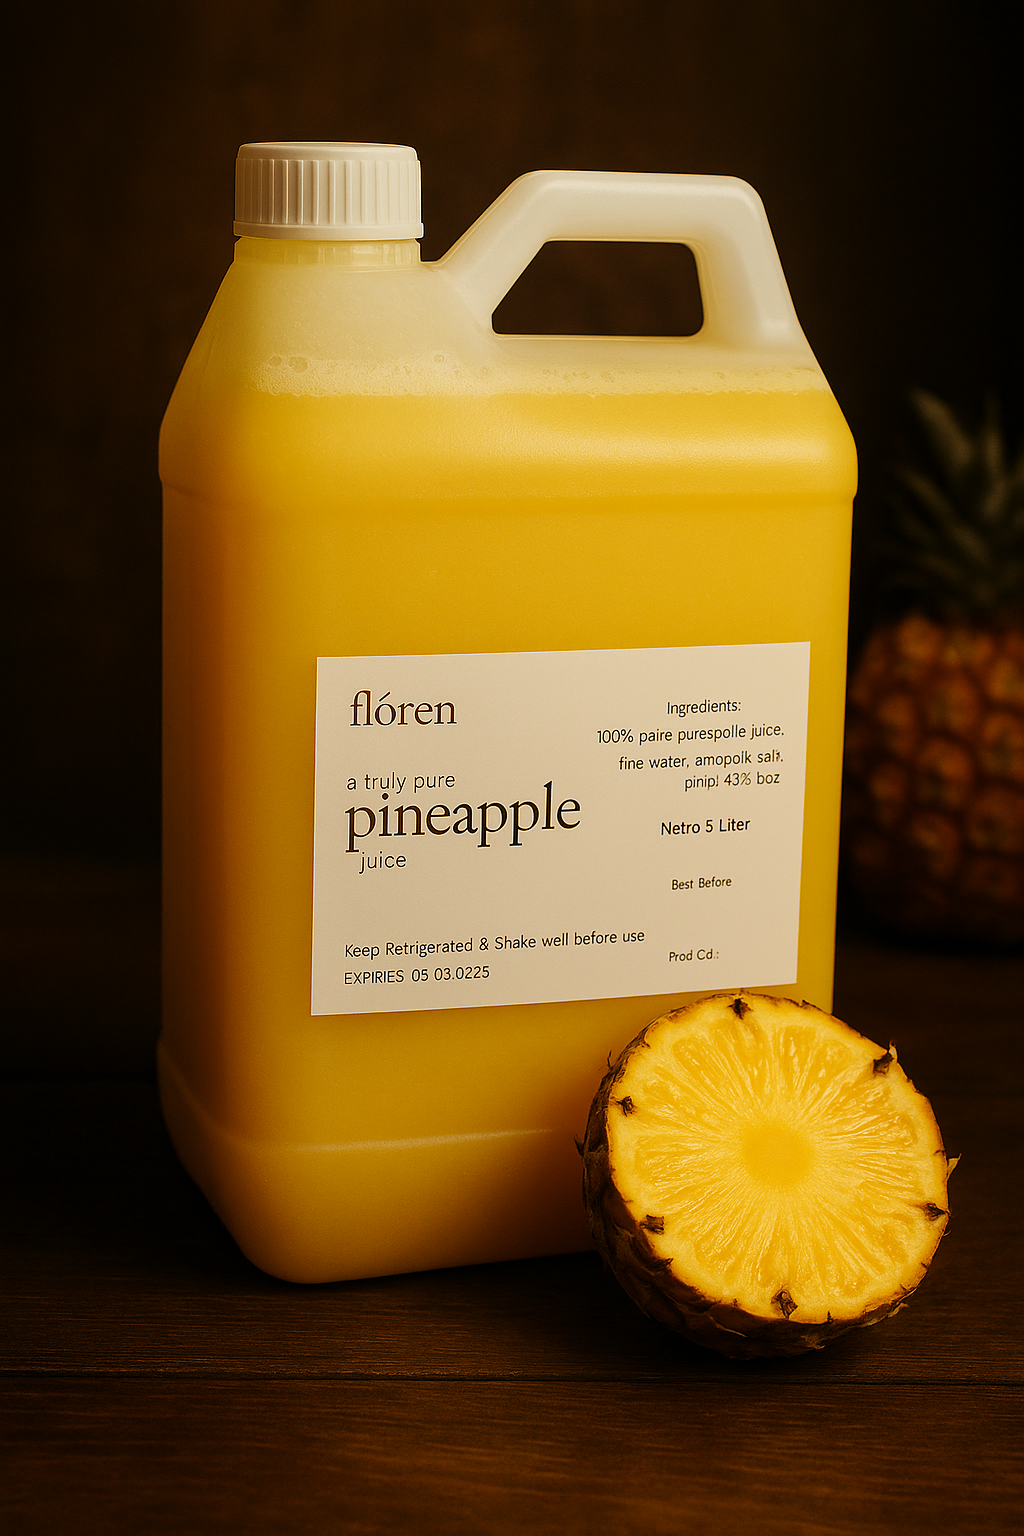 flóren
a truly pure
pineapple
juice
Keep Retrigerated & Shake well before use
EXPIRIES 05 03.0225
Ingredients:
100% paire purespolle juice.
fine water, amopolk salt.
pinip! 43% boz
Netro 5 Liter
Best Before
Prod Cd.: